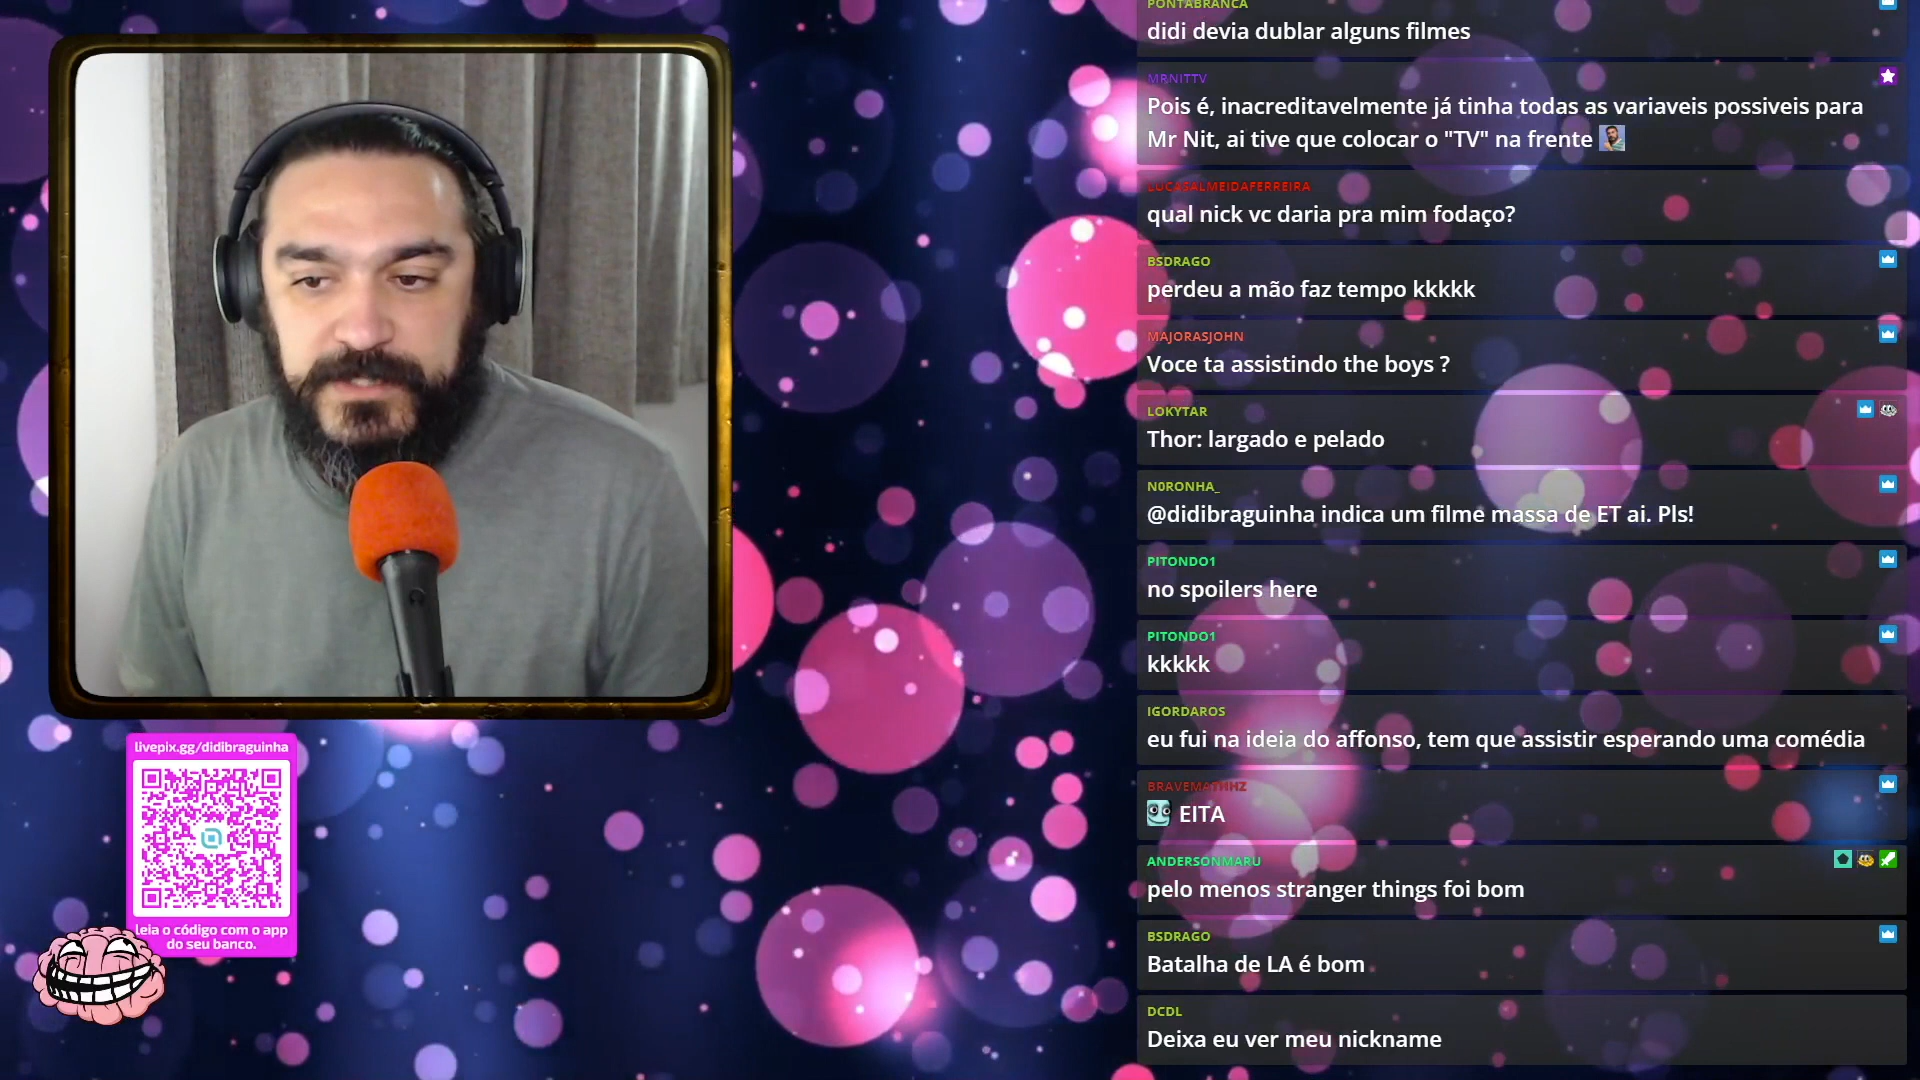 livepix.gg/didibraguinha
Leia o código com o app
do seu banco.
PONTABRANCA
didi devia dublar alguns filmes
MRNITTV
Pois é, inacreditavelmente já tinha todas as variaveis possiveis para
Mr Nit, ai tive que colocar o "TV" na frente
LUCASALMEIDAFERREIRA
qual nick vc daria pra mim fodaço?
BSDRAGO
perdeu a mão faz tempo kkkkk
MAJORASJOHN
Voce ta assistindo the boys ?
LOKYTAR
Thor: largado e pelado
N0RONHA_
@didibraguinha indica um filme massa de ET ai. Pls!
PITONDO1
no spoilers here
PITONDO1
kkkkk
IGORDAROS
eu fui na ideia do affonso, tem que assistir esperando uma comédia
BRAVEMATHHZ
EITA
ANDERSONMARU
pelo menos stranger things foi bom
BSDRAGO
Batalha de LA é bom
DCDL
Deixa eu ver meu nickname